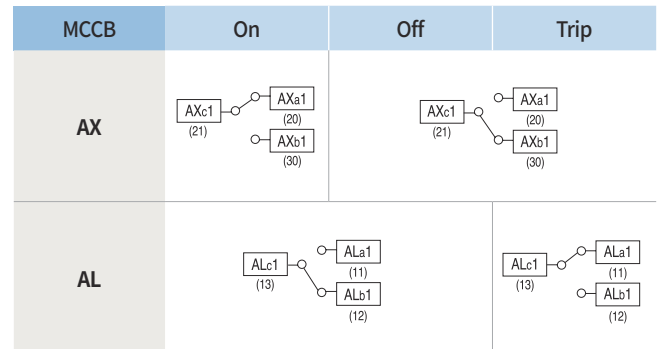 MCCB On Off Trip
AX
AXc1
(21)
AXa1
(20)
AXb1
(30)
AXc1
(21)
AXa1
(20)
AXb1
(30)
AL
ALc1
(13)
ALa1
(11)
ALb1
(12)
ALc1
(13)
ALa1
(11)
ALb1
(12)